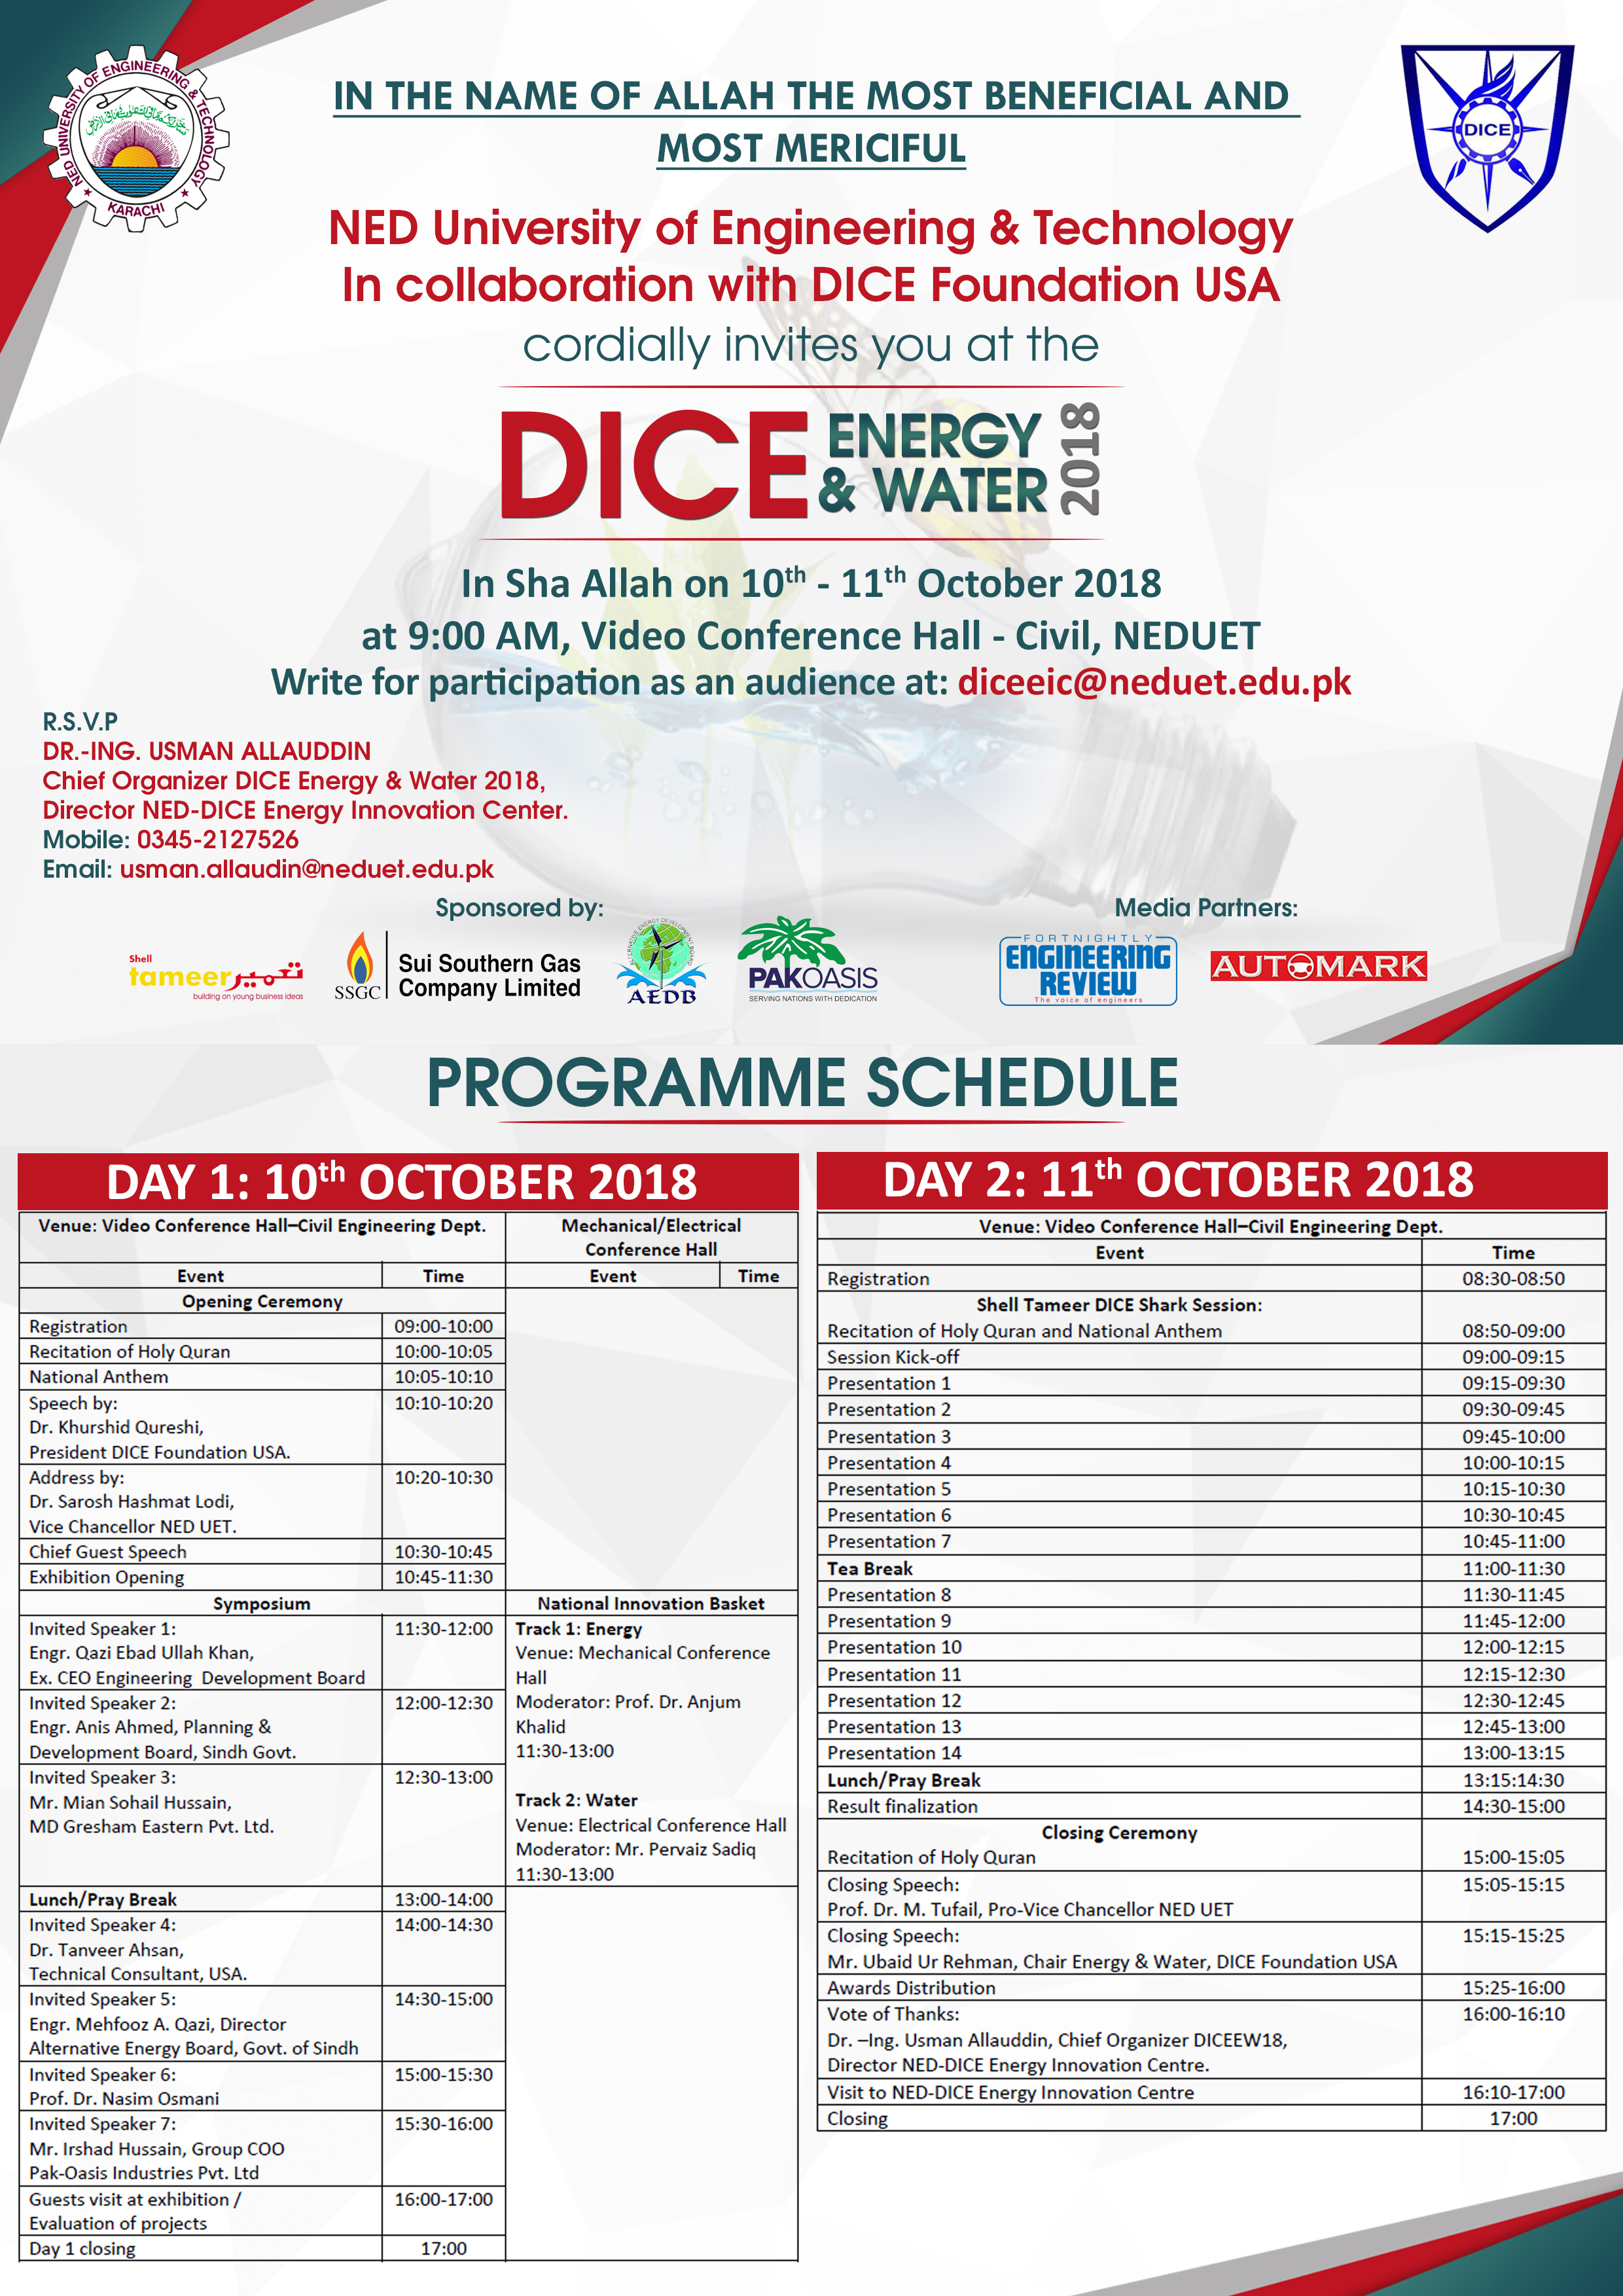 NED UNIVERSITY OF ENGINEERING & TECHNOLOGY
KARACHI
DICE
IN THE NAME OF ALLAH THE MOST BENEFICIAL AND
MOST MERICIFUL
NED University of Engineering & Technology
In collaboration with DICE Foundation USA
cordially invites you at the
DICE ENERGY & WATER 2018
In Sha Allah on 10th - 11th October 2018
at 9:00 AM, Video Conference Hall - Civil, NEDUET
Write for participation as an audience at: diceeic@neduet.edu.pk
R.S.V.P
DR.-ING. USMAN ALLAUDDIN
Chief Organizer DICE Energy & Water 2018,
Director NED-DICE Energy Innovation Center.
Mobile: 0345-2127526
Email: usman.allaudin@neduet.edu.pk
Sponsored by:
Shell
tameer تعمیر
building on young business ideas
SSGC
Sui Southern Gas
Company Limited
ALTERNATIVE ENERGY DEVELOPMENT BOARD
AEDB
PAKOASIS
SERVING NATIONS WITH DEDICATION
Media Partners:
FORTNIGHTLY
ENGINEERING
REVIEW
The voice of engineers
AUTOMARK
PROGRAMME SCHEDULE
DAY 1: 10th OCTOBER 2018
Venue: Video Conference Hall–Civil Engineering Dept.
Mechanical/Electrical
Conference Hall
Event Time Event Time
Opening Ceremony
Registration 09:00-10:00
Recitation of Holy Quran 10:00-10:05
National Anthem 10:05-10:10
Speech by: 10:10-10:20
Dr. Khurshid Qureshi,
President DICE Foundation USA.
Address by: 10:20-10:30
Dr. Sarosh Hashmat Lodi,
Vice Chancellor NED UET.
Chief Guest Speech 10:30-10:45
Exhibition Opening 10:45-11:30
Symposium
Invited Speaker 1: 11:30-12:00
Engr. Qazi Ebad Ullah Khan,
Ex. CEO Engineering Development Board
Invited Speaker 2: 12:00-12:30
Engr. Anis Ahmed, Planning &
Development Board, Sindh Govt.
Invited Speaker 3: 12:30-13:00
Mr. Mian Sohail Hussain,
MD Gresham Eastern Pvt. Ltd.
National Innovation Basket
Track 1: Energy
Venue: Mechanical Conference
Hall
Moderator: Prof. Dr. Anjum
Khalid
11:30-13:00
Track 2: Water
Venue: Electrical Conference Hall
Moderator: Mr. Pervaiz Sadiq
11:30-13:00
Lunch/Pray Break 13:00-14:00
Invited Speaker 4: 14:00-14:30
Dr. Tanveer Ahsan,
Technical Consultant, USA.
Invited Speaker 5: 14:30-15:00
Engr. Mehfooz A. Qazi, Director
Alternative Energy Board, Govt. of Sindh
Invited Speaker 6: 15:00-15:30
Prof. Dr. Nasim Osmani
Invited Speaker 7: 15:30-16:00
Mr. Irshad Hussain, Group COO
Pak-Oasis Industries Pvt. Ltd
Guests visit at exhibition / 16:00-17:00
Evaluation of projects
Day 1 closing 17:00
DAY 2: 11th OCTOBER 2018
Venue: Video Conference Hall–Civil Engineering Dept.
Event Time
Registration 08:30-08:50
Shell Tameer DICE Shark Session:
Recitation of Holy Quran and National Anthem 08:50-09:00
Session Kick-off 09:00-09:15
Presentation 1 09:15-09:30
Presentation 2 09:30-09:45
Presentation 3 09:45-10:00
Presentation 4 10:00-10:15
Presentation 5 10:15-10:30
Presentation 6 10:30-10:45
Presentation 7 10:45-11:00
Tea Break 11:00-11:30
Presentation 8 11:30-11:45
Presentation 9 11:45-12:00
Presentation 10 12:00-12:15
Presentation 11 12:15-12:30
Presentation 12 12:30-12:45
Presentation 13 12:45-13:00
Presentation 14 13:00-13:15
Lunch/Pray Break 13:15:14:30
Result finalization 14:30-15:00
Closing Ceremony
Recitation of Holy Quran 15:00-15:05
Closing Speech: 15:05-15:15
Prof. Dr. M. Tufail, Pro-Vice Chancellor NED UET
Closing Speech: 15:15-15:25
Mr. Ubaid Ur Rehman, Chair Energy & Water, DICE Foundation USA
Awards Distribution 15:25-16:00
Vote of Thanks: 16:00-16:10
Dr. –Ing. Usman Allauddin, Chief Organizer DICEEW18,
Director NED-DICE Energy Innovation Centre.
Visit to NED-DICE Energy Innovation Centre 16:10-17:00
Closing 17:00